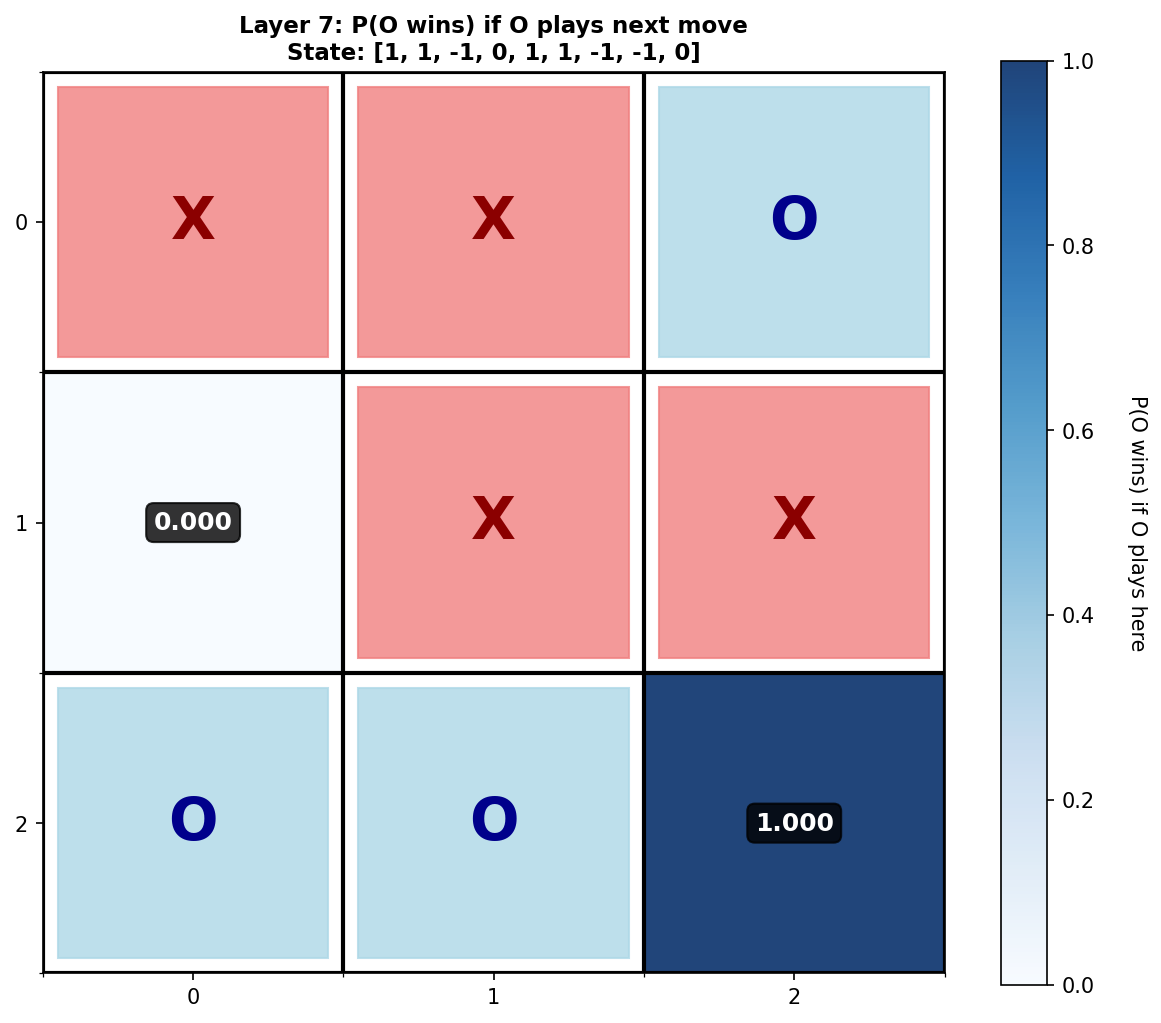 Layer 7: P(O wins) if O plays next move
State: [1, 1, -1, 0, 1, 1, -1, -1, 0]
X X O
0
0.000 X X
1
O O 1.000
2
0 1 2
1.0
0.8
0.6
0.4
0.2
0.0
P(O wins) if O plays here